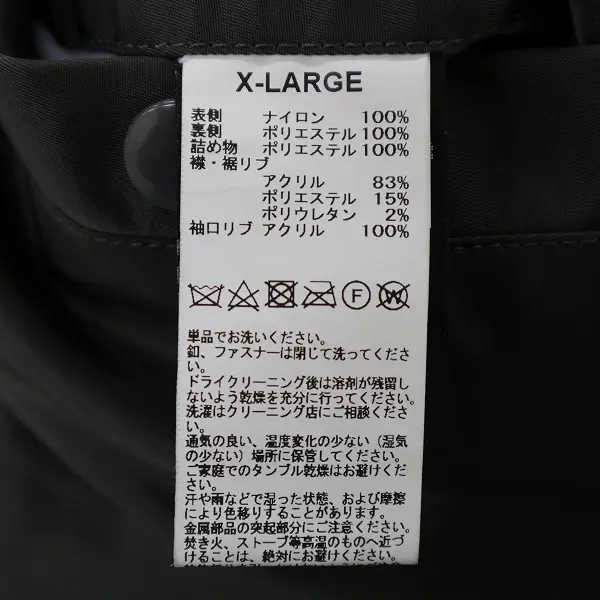 X-LARGE
表側 ナイロン 100%
裏側 ポリエステル 100%
詰め物 ポリエステル 100%
襟・裾リブ
アクリル 83%
ポリエステル 15%
ポリウレタン 2%
袖口リブ アクリル 100%
F W
単品でお洗いください。
釦、ファスナーは閉じて洗ってくださ
い。
ドライクリーニング後は溶剤が残留し
ないよう乾燥を充分に行ってください。
洗濯はクリーニング店にご相談くださ
い。
通気の良い、温度変化の少ない（湿気
の少ない）場所に保管してください。
ご家庭でのタンブル乾燥はお避けくださ
い。
汗や雨などで湿った状態、および摩擦
により色移りすることがあります。
金属部品の突起部分にご注意ください。
焚き火、ストーブ等高温のものへ近づ
けることは、絶対にお避けください。